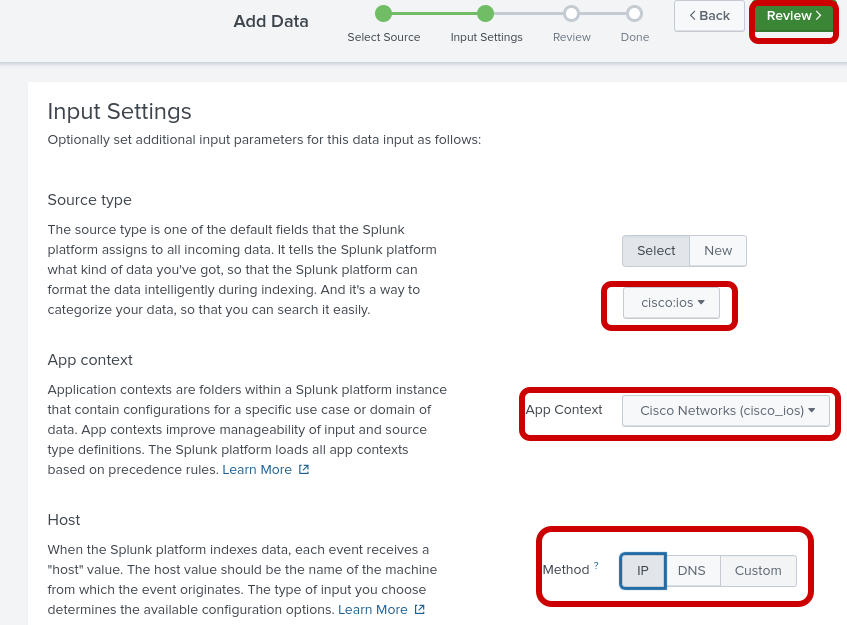 Add Data
Select Source
Input Settings
Review
Done
< Back
Review >
Input Settings
Optionally set additional input parameters for this data input as follows:
Source type
The source type is one of the default fields that the Splunk
platform assigns to all incoming data. It tells the Splunk platform
what kind of data you've got, so that the Splunk platform can
format the data intelligently during indexing. And it's a way to
categorize your data, so that you can search it easily.
Select
New
cisco:ios
App context
Application contexts are folders within a Splunk platform instance
that contain configurations for a specific use case or domain of
data. App contexts improve manageability of input and source
type definitions. The Splunk platform loads all app contexts
based on precedence rules. Learn More
App Context
Cisco Networks (cisco_ios)
Host
When the Splunk platform indexes data, each event receives a
"host" value. The host value should be the name of the machine
from which the event originates. The type of input you choose
determines the available configuration options. Learn More
Method ?
IP
DNS
Custom